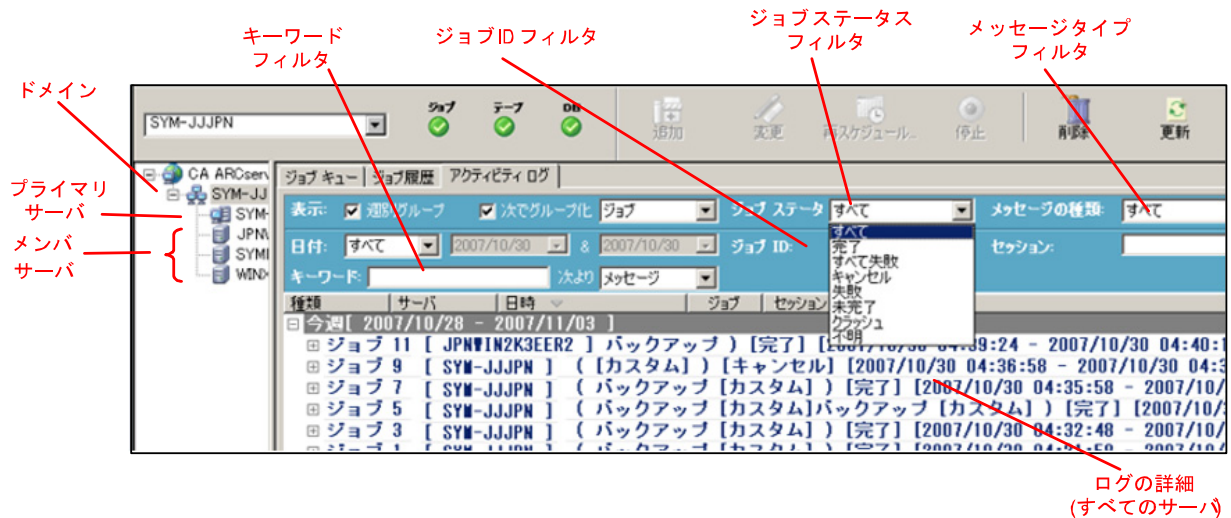 キーワード
フィルタ
ジョブID フィルタ
ジョブステータス
フィルタ
メッセージタイプ
フィルタ
ドメイン
SYM-JJJPN
ジョブ テープ DB
追加 変更 再スケジュール... 停止 削除 更新
CA ARCserv
SYM-JJ
プライマリ
サーバ
SYM-
メンバ
サーバ
JPNW
SYMI
WINX
ジョブ キュー ジョブ履歴 アクティビティ ログ
表示: 週別グループ 次でグループ化 ジョブ ジョブ ステータ すべて メッセージの種類: すべて
日付: すべて 2007/10/30 & 2007/10/30 ジョブ ID: セッション:
キーワード: 次より メッセージ
すべて
完了
すべて失敗
キャンセル
失敗
未完了
クラッシュ
不明
種類 サーバ 日時 ジョブ セッション
今週[ 2007/10/28 - 2007/11/03 ]
ジョブ 11 [ JPN¥IN2K3EER2 ] バックアップ ) [完了] [2007/10/30 04:39:24 - 2007/10/30 04:40:1
ジョブ 9 [ SYM-JJJPN ] ( [カスタム] ) [キャンセル] [2007/10/30 04:36:58 - 2007/10/30 04:3
ジョブ 7 [ SYM-JJJPN ] ( バックアップ [カスタム] ) [完了] [2007/10/30 04:35:58 - 2007/10/
ジョブ 5 [ SYM-JJJPN ] ( バックアップ [カスタム]バックアップ [カスタム] ) [完了] [2007/10/
ジョブ 3 [ SYM-JJJPN ] ( バックアップ [カスタム] ) [完了] [2007/10/30 04:32:48 - 2007/10/
ログの詳細
(すべてのサーバ)